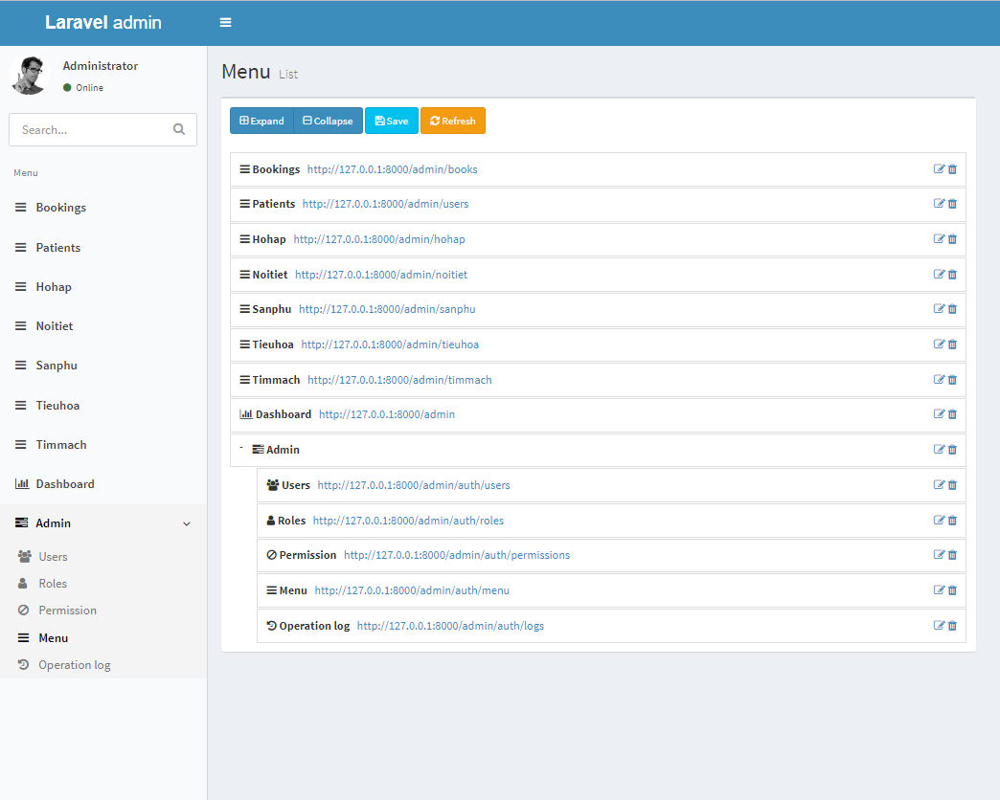 Laravel admin
Administrator
Online
Search...
Menu
Bookings
Patients
Hohap
Noitiet
Sanphu
Tieuhoa
Timmach
Dashboard
Admin
Users
Roles
Permission
Menu
Operation log
Menu List
Expand Collapse Save Refresh
Bookings http://127.0.0.1:8000/admin/books
Patients http://127.0.0.1:8000/admin/users
Hohap http://127.0.0.1:8000/admin/hohap
Noitiet http://127.0.0.1:8000/admin/noitiet
Sanphu http://127.0.0.1:8000/admin/sanphu
Tieuhoa http://127.0.0.1:8000/admin/tieuhoa
Timmach http://127.0.0.1:8000/admin/timmach
Dashboard http://127.0.0.1:8000/admin
- Admin
Users http://127.0.0.1:8000/admin/auth/users
Roles http://127.0.0.1:8000/admin/auth/roles
Permission http://127.0.0.1:8000/admin/auth/permissions
Menu http://127.0.0.1:8000/admin/auth/menu
Operation log http://127.0.0.1:8000/admin/auth/logs